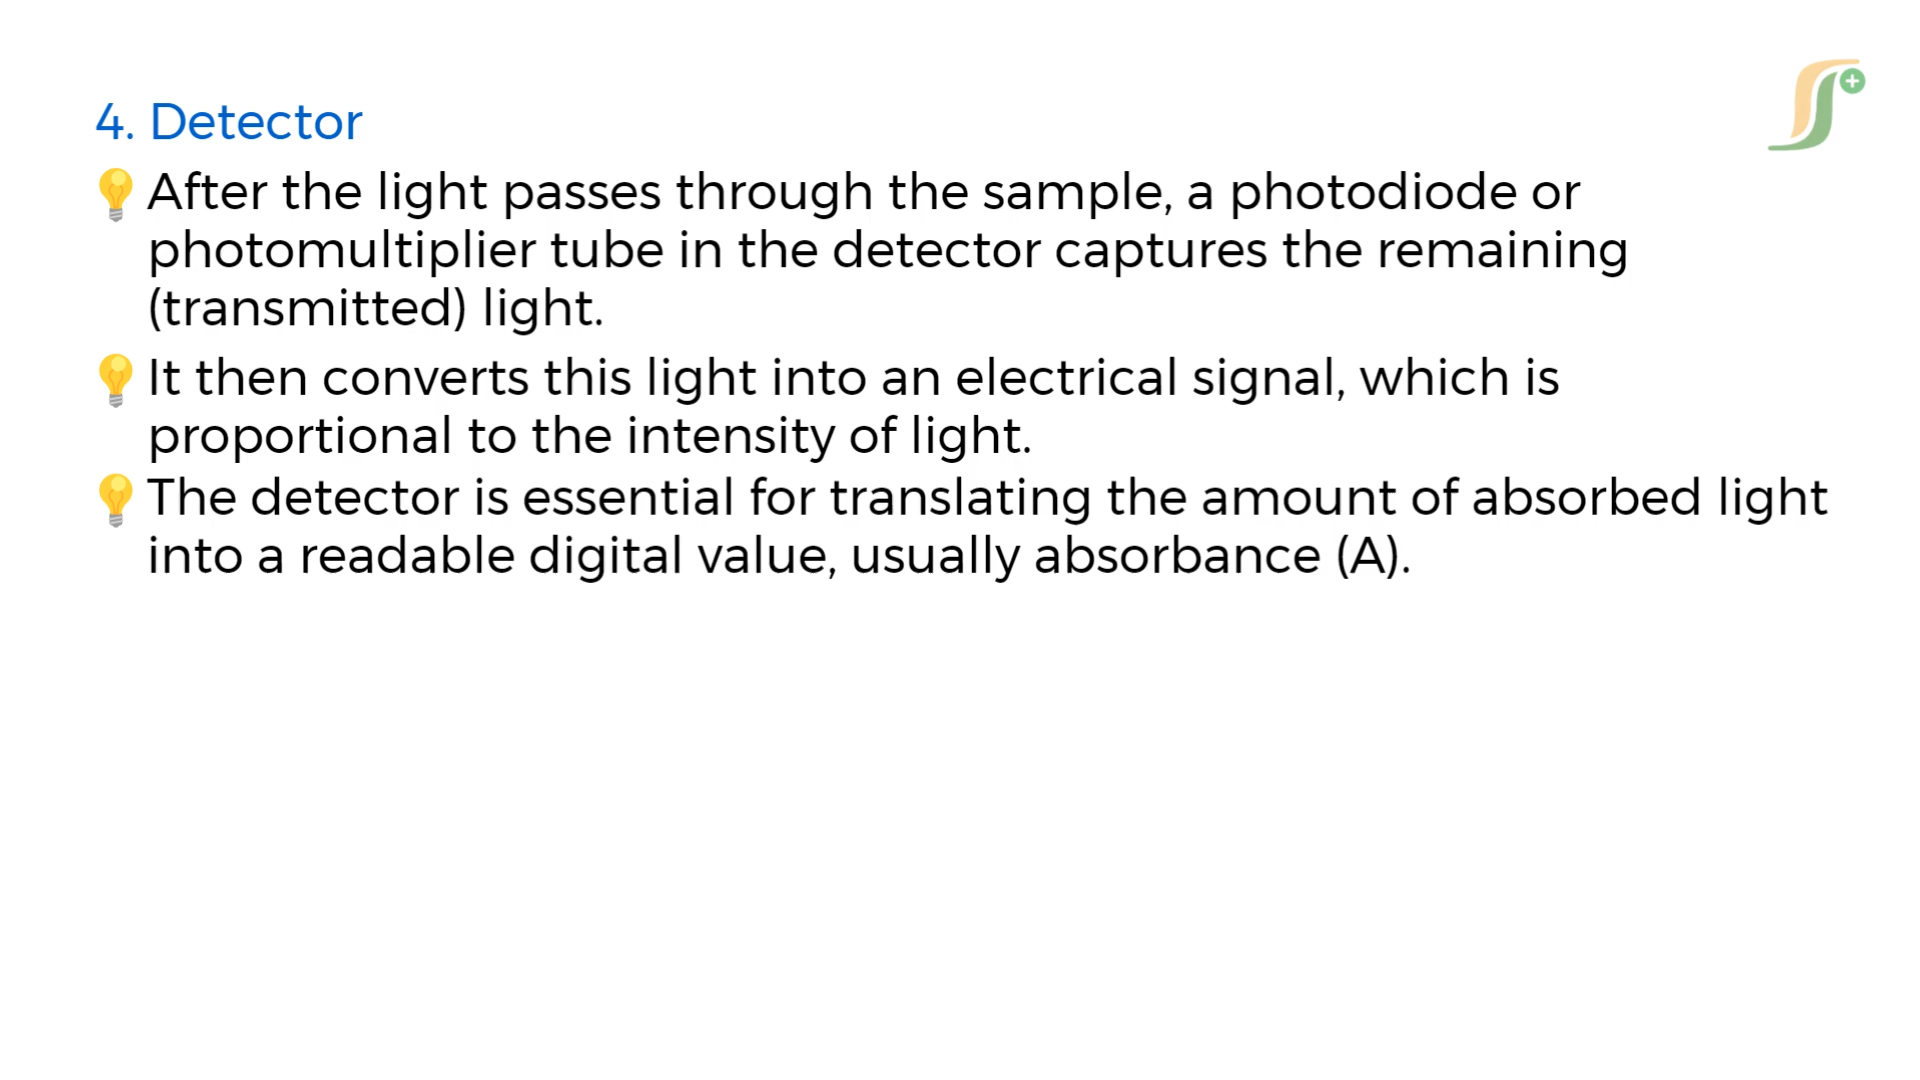 4. Detector
💡After the light passes through the sample, a photodiode or
photomultiplier tube in the detector captures the remaining
(transmitted) light.
💡It then converts this light into an electrical signal, which is
proportional to the intensity of light.
💡The detector is essential for translating the amount of absorbed light
into a readable digital value, usually absorbance (A).